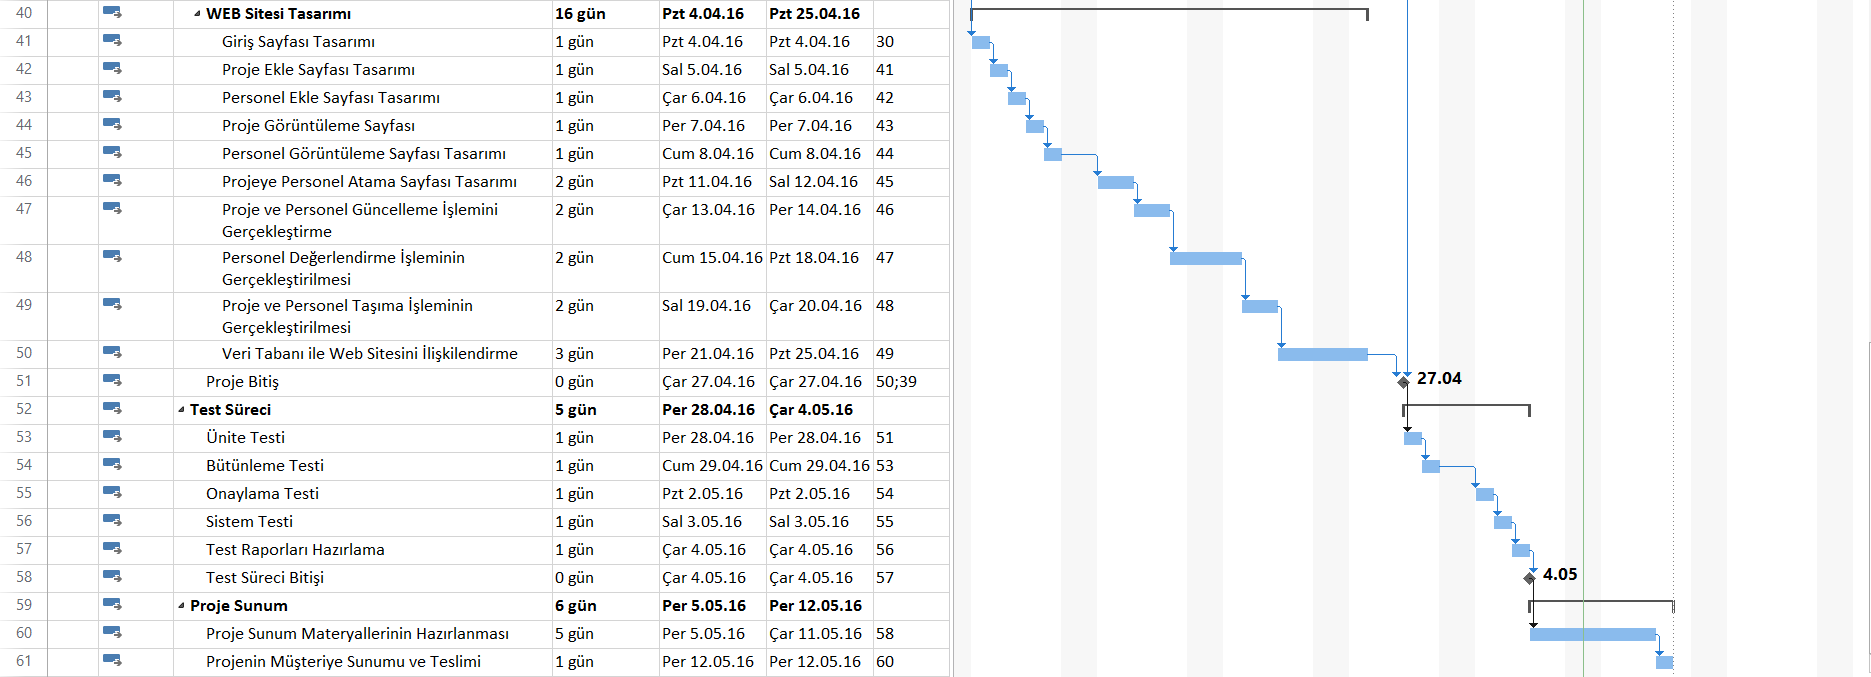 40 WEB Sitesi Tasarımı 16 gün Pzt 4.04.16 Pzt 25.04.16
41 Giriş Sayfası Tasarımı 1 gün Pzt 4.04.16 Pzt 4.04.16 30
42 Proje Ekle Sayfası Tasarımı 1 gün Sal 5.04.16 Sal 5.04.16 41
43 Personel Ekle Sayfası Tasarımı 1 gün Çar 6.04.16 Çar 6.04.16 42
44 Proje Görüntüleme Sayfası 1 gün Per 7.04.16 Per 7.04.16 43
45 Personel Görüntüleme Sayfası Tasarımı 1 gün Cum 8.04.16 Cum 8.04.16 44
46 Projeye Personel Atama Sayfası Tasarımı 2 gün Pzt 11.04.16 Sal 12.04.16 45
47 Proje ve Personel Güncelleme İşlemini 2 gün Çar 13.04.16 Per 14.04.16 46
Gerçekleştirme
48 Personel Değerlendirme İşleminin 2 gün Cum 15.04.16 Pzt 18.04.16 47
Gerçekleştirilmesi
49 Proje ve Personel Taşıma İşleminin 2 gün Sal 19.04.16 Çar 20.04.16 48
Gerçekleştirilmesi
50 Veri Tabanı ile Web Sitesini İlişkilendirme 3 gün Per 21.04.16 Pzt 25.04.16 49
51 Proje Bitiş 0 gün Çar 27.04.16 Çar 27.04.16 50;39 27.04
52 Test Süreci 5 gün Per 28.04.16 Çar 4.05.16
53 Ünite Testi 1 gün Per 28.04.16 Per 28.04.16 51
54 Bütünleme Testi 1 gün Cum 29.04.16 Cum 29.04.16 53
55 Onaylama Testi 1 gün Pzt 2.05.16 Pzt 2.05.16 54
56 Sistem Testi 1 gün Sal 3.05.16 Sal 3.05.16 55
57 Test Raporları Hazırlama 1 gün Çar 4.05.16 Çar 4.05.16 56
58 Test Süreci Bitişi 0 gün Çar 4.05.16 Çar 4.05.16 57 4.05
59 Proje Sunum 6 gün Per 5.05.16 Per 12.05.16
60 Proje Sunum Materyallerinin Hazırlanması 5 gün Per 5.05.16 Çar 11.05.16 58
61 Projenin Müşteriye Sunumu ve Teslimi 1 gün Per 12.05.16 Per 12.05.16 60